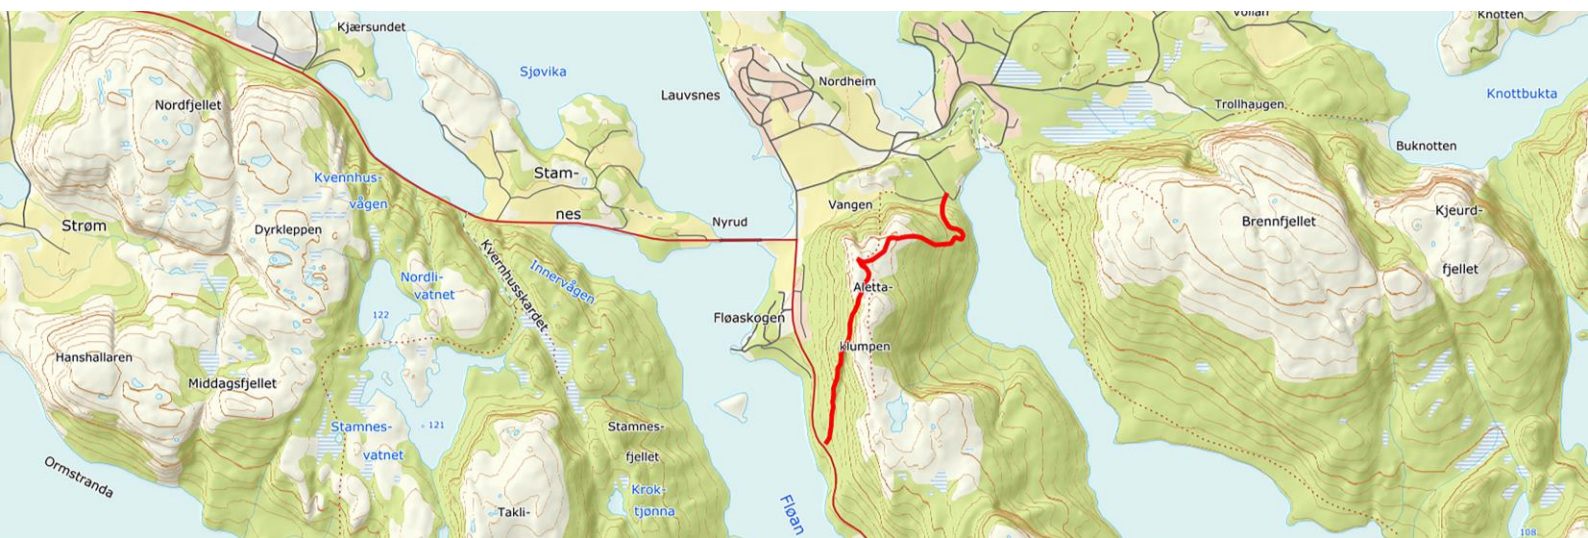 Kjærsundet
Vollan
Knotten
Sjøvika
Nordheim
Lauvsnes
Knottbukta
Nordfjellet
Trollhaugen
Buknotten
Kvennhus-
vågen
Stam-
nes
Vangen
Strøm
Dyrkleppen
Nyrud
Brennfjellet
Kjeurd-
fjellet
Kvernhusskardet
Innervågen
Nordli-
vatnet
Aletta-
klumpen
122
Fløaskogen
Hanshallaren
Middagsfjellet
Stamnes-
vatnet
121
Stamnes-
fjellet
Ormstranda
Krok-
tjønna
Takli-
Fløan
108